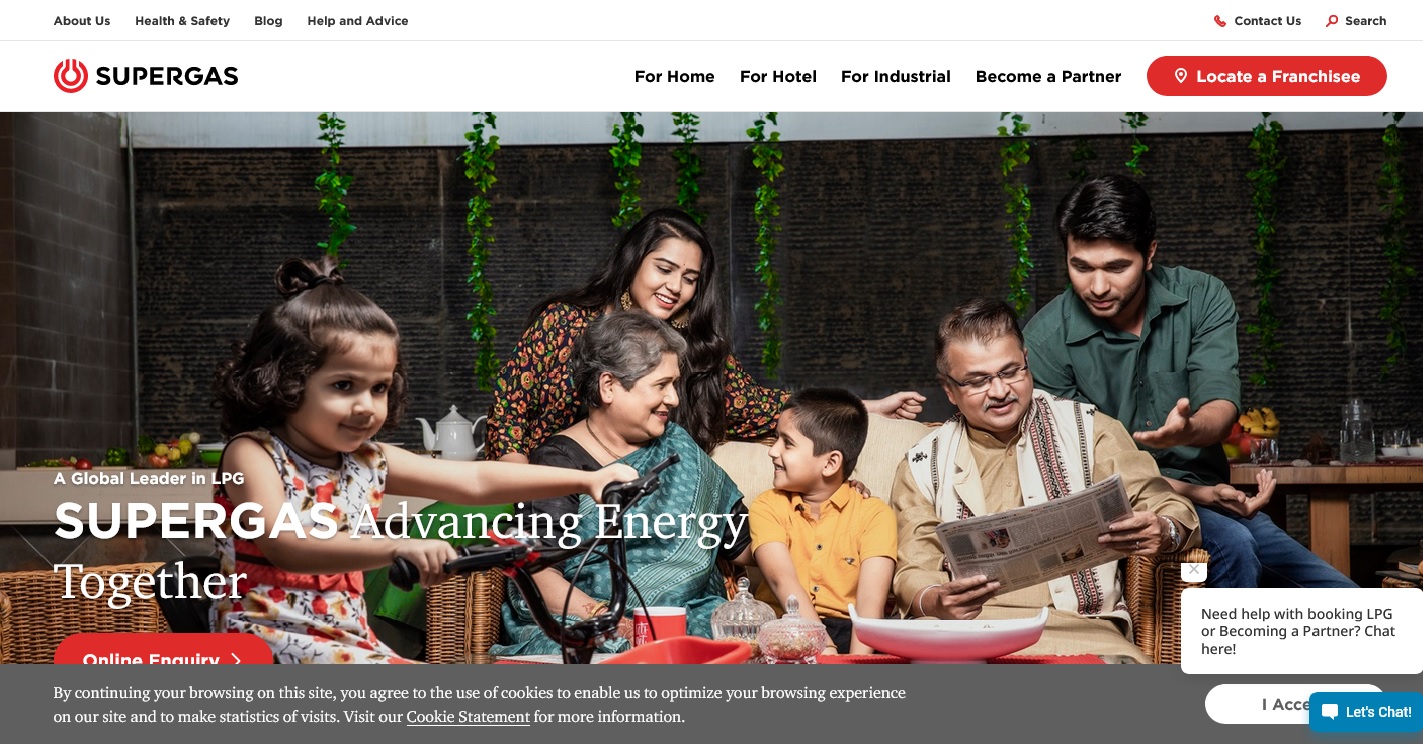 About Us
Health & Safety
Blog
Help and Advice
Contact Us
Search
SUPERGAS
For Home
For Hotel
For Industrial
Become a Partner
Locate a Franchisee
A Global Leader in LPG
SUPERGAS Advancing Energy
Together
Online Enquiry
Need help with booking LPG
or Becoming a Partner? Chat
here!
By continuing your browsing on this site, you agree to the use of cookies to enable us to optimize your browsing experience
on our site and to make statistics of visits. Visit our Cookie Statement for more information.
I Acce
Let's Chat!